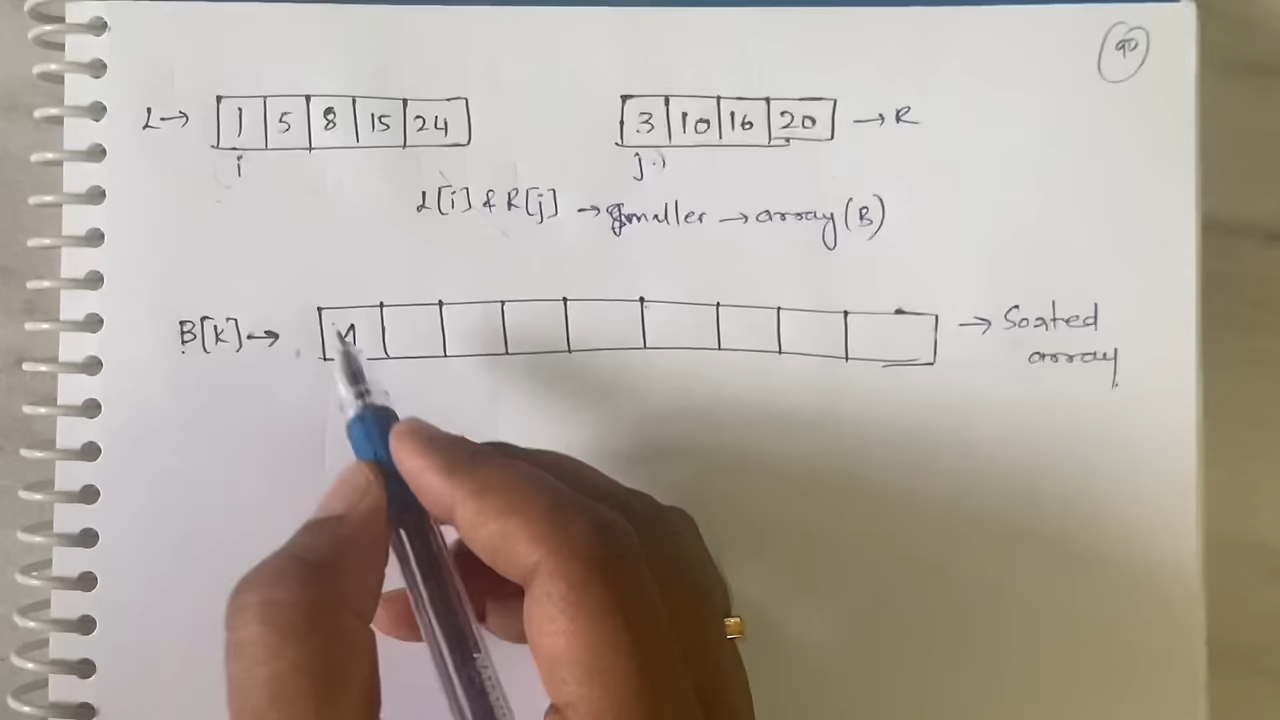 90
L→ 1 5 8 15 24 3 10 16 20 →R
i j
L[i] & R[j] → smaller → array(B)
B[K]→ 1 → Sorted
array